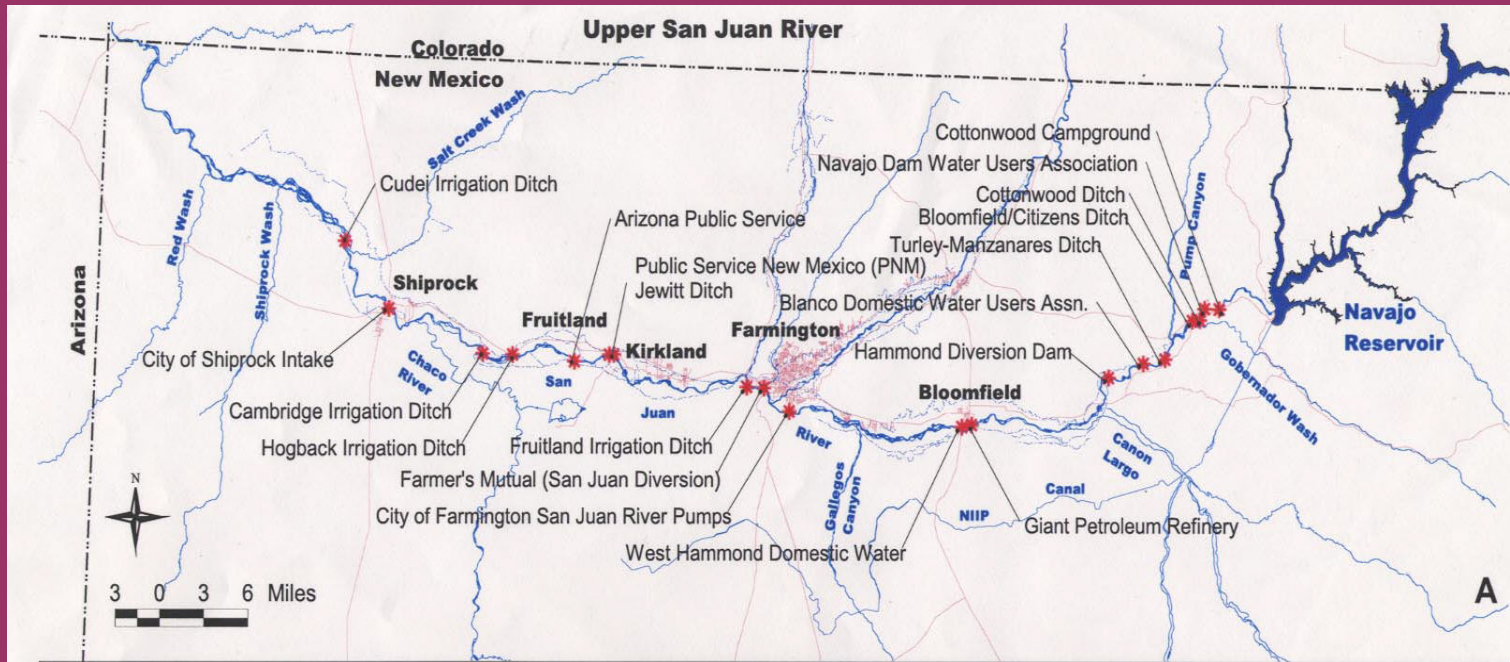 Upper San Juan River
Colorado
New Mexico
Arizona
Salt Creek Wash
Red Wash
Shiprock Wash
Cudei Irrigation Ditch
Shiprock
City of Shiprock Intake
Chaco
River
Cambridge Irrigation Ditch
Hogback Irrigation Ditch
Arizona Public Service
Public Service New Mexico (PNM)
Jewitt Ditch
Fruitland
Kirkland
San
Juan
River
Farmington
Fruitland Irrigation Ditch
Farmer's Mutual (San Juan Diversion)
City of Farmington San Juan River Pumps
Gallegos
Canyon
West Hammond Domestic Water
Bloomfield
Giant Petroleum Refinery
NIIP
Canal
Canon
Largo
Cottonwood Campground
Navajo Dam Water Users Association
Cottonwood Ditch
Bloomfield/Citizens Ditch
Turley-Manzanares Ditch
Blanco Domestic Water Users Assn.
Hammond Diversion Dam
Pump Canyon
Gobernador Wash
Navajo
Reservoir
N
3 0 3 6 Miles
A